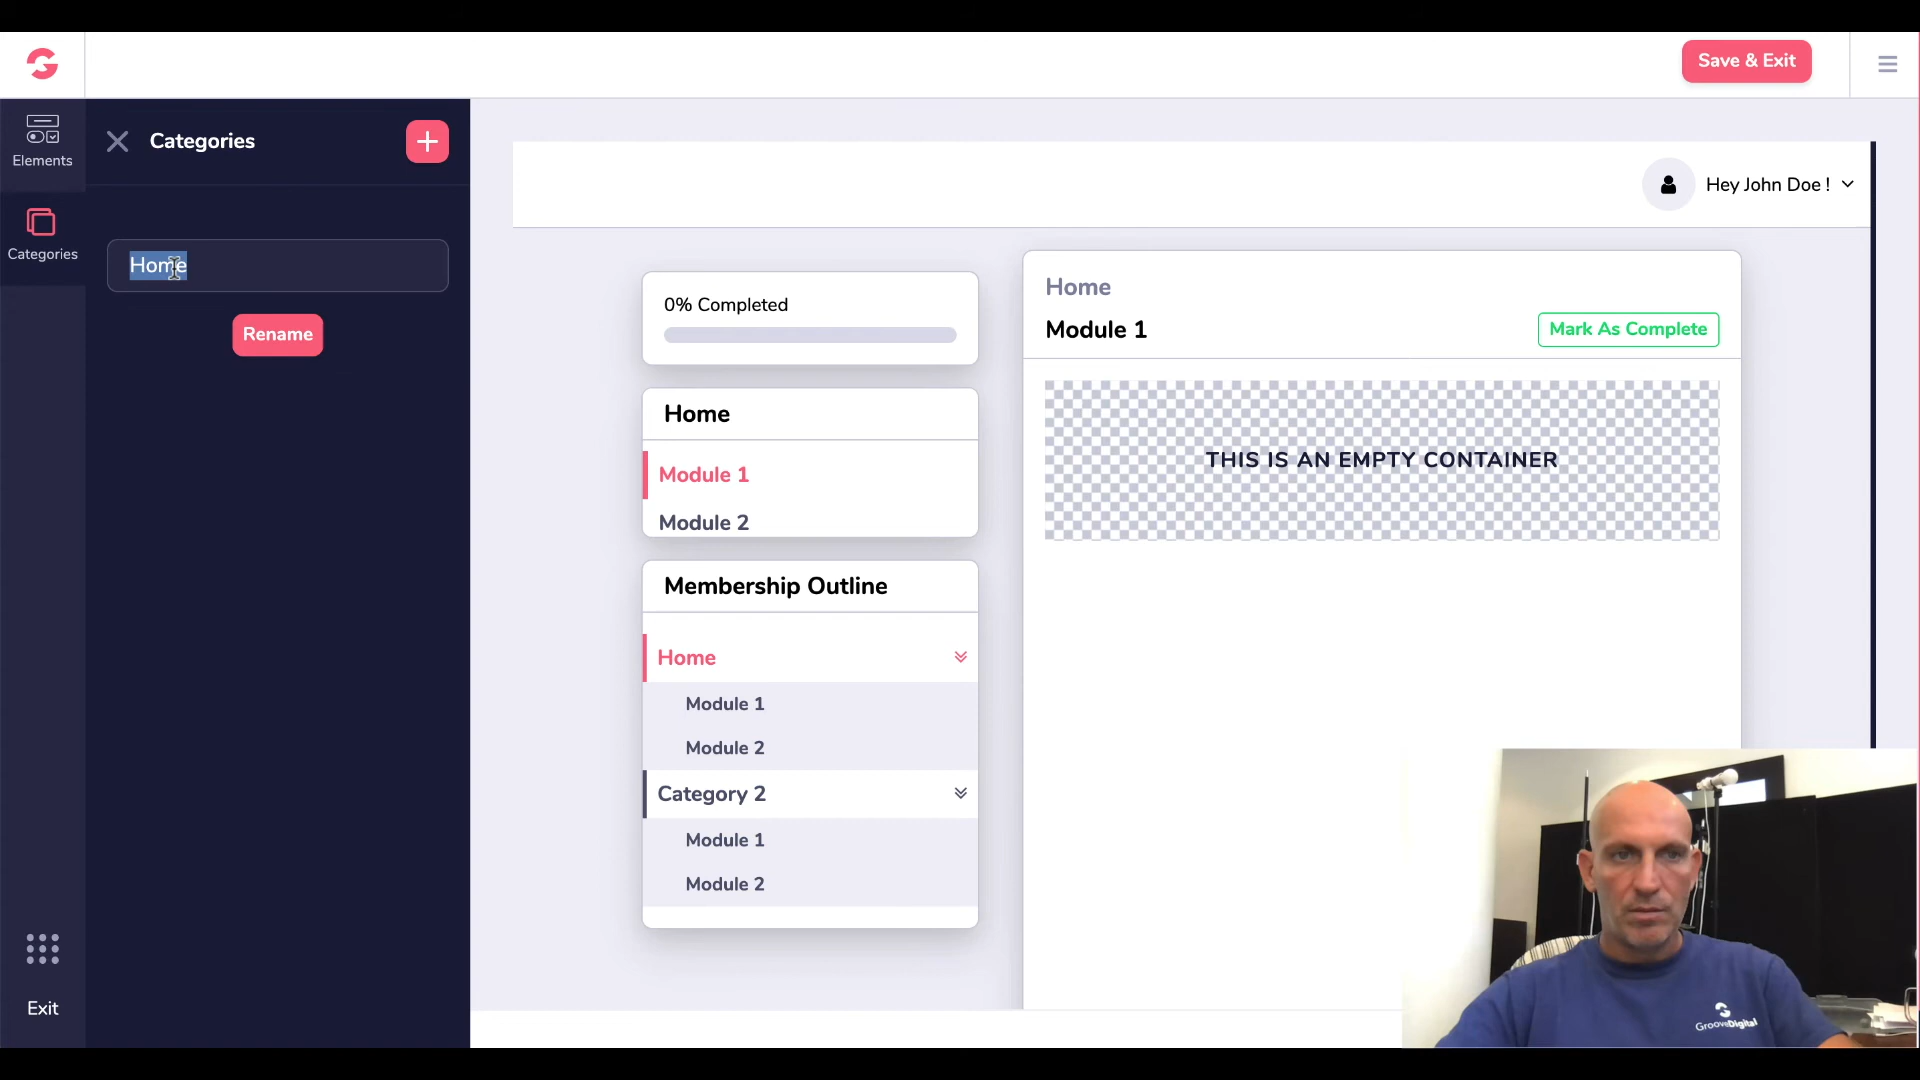 Save & Exit
Elements
Categories
Categories
Home
Rename
Exit
Hey John Doe !
0% Completed
Home
Module 1
Module 2
Membership Outline
Home
Module 1
Module 2
Category 2
Module 1
Module 2
Home
Module 1
Mark As Complete
THIS IS AN EMPTY CONTAINER
GrooveDigital